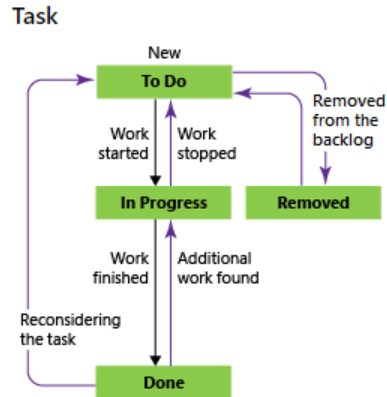 Task
New
To Do
Removed
from the
backlog
Work
started
Work
stopped
In Progress
Removed
Work
finished
Additional
work found
Reconsidering
the task
Done